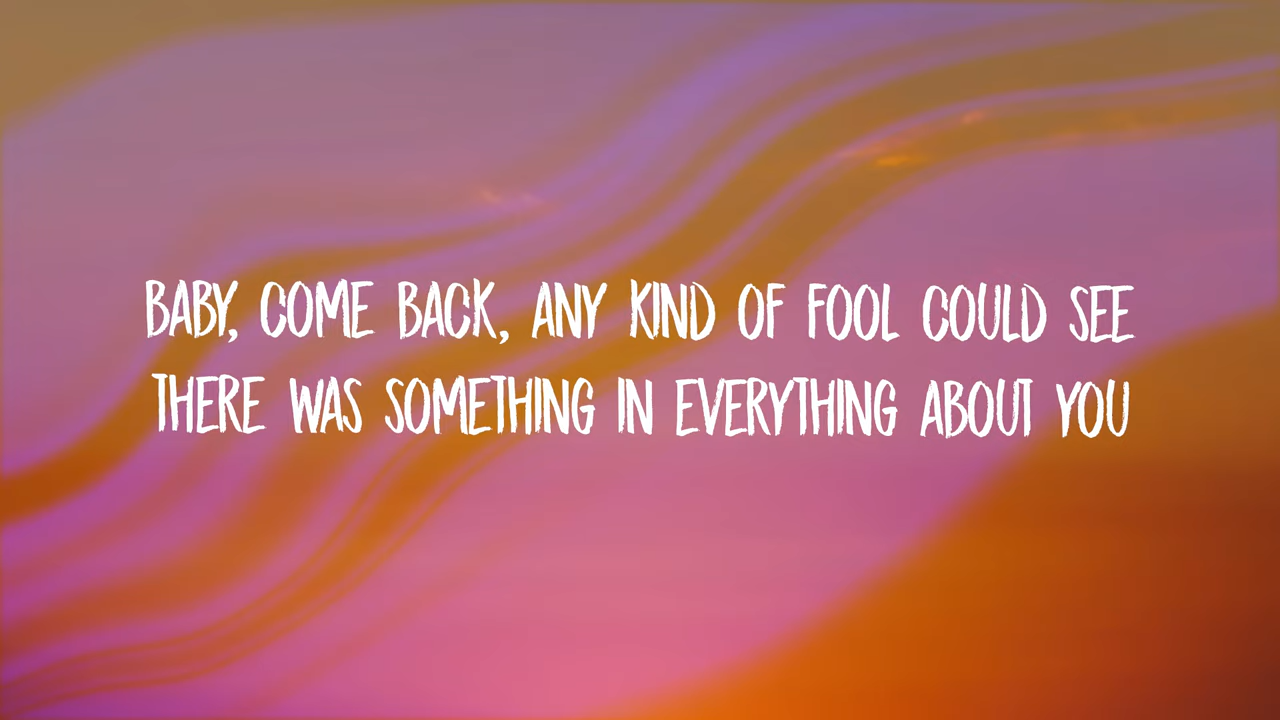 BABY, COME BACK, ANY KIND OF FOOL COULD SEE
THERE WAS SOMETHING IN EVERYTHING ABOUT YOU